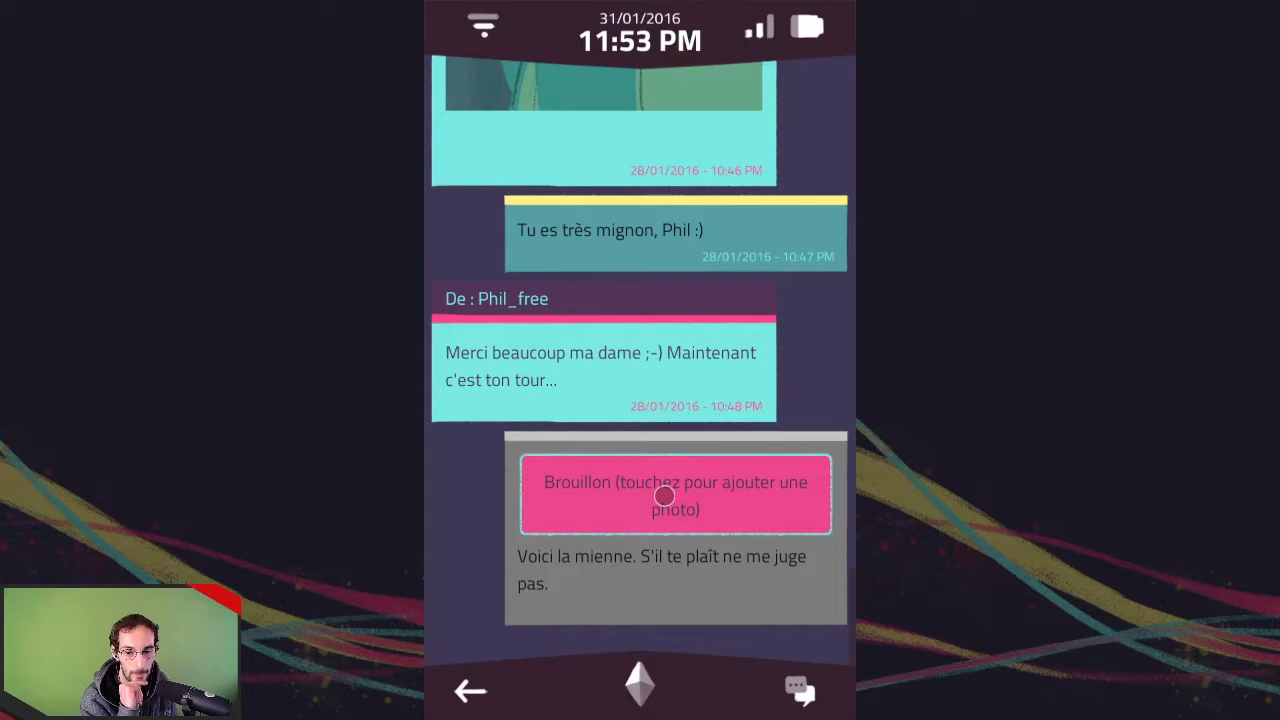 31/01/2016
11:53 PM
28/01/2016 - 10:46 PM
Tu es très mignon, Phil :)
28/01/2016 - 10:47 PM
De : Phil_free
Merci beaucoup ma dame ;-) Maintenant
c'est ton tour...
28/01/2016 - 10:48 PM
Brouillon (touchez pour ajouter une
photo)
Voici la mienne. S'il te plaît ne me juge
pas.